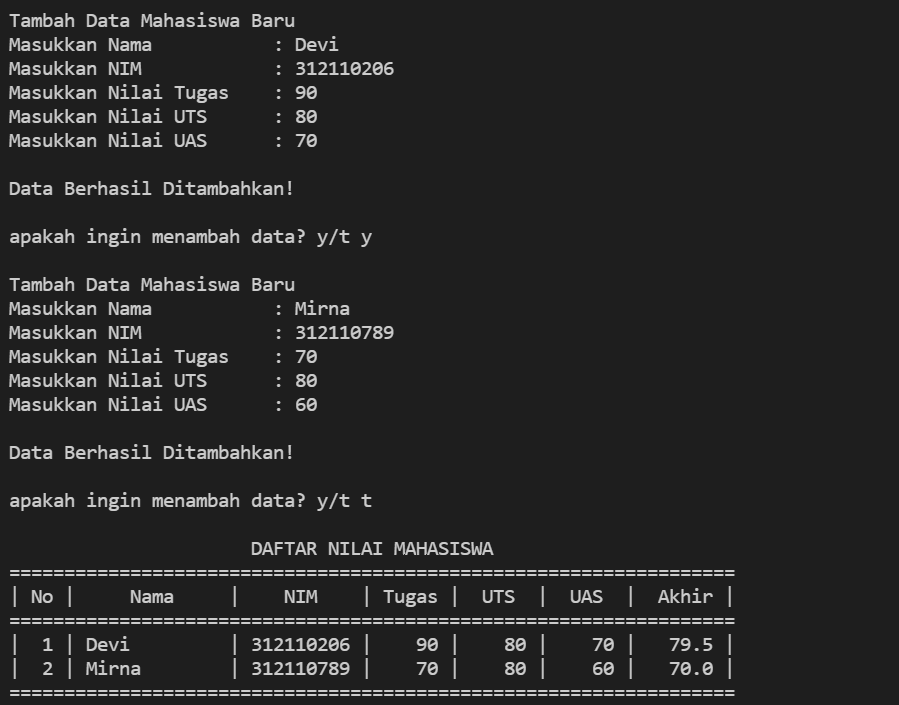 Tambah Data Mahasiswa Baru
Masukkan Nama           : Devi
Masukkan NIM            : 312110206
Masukkan Nilai Tugas    : 90
Masukkan Nilai UTS      : 80
Masukkan Nilai UAS      : 70
Data Berhasil Ditambahkan!
apakah ingin menambah data? y/t y
Tambah Data Mahasiswa Baru
Masukkan Nama           : Mirna
Masukkan NIM            : 312110789
Masukkan Nilai Tugas    : 70
Masukkan Nilai UTS      : 80
Masukkan Nilai UAS      : 60
Data Berhasil Ditambahkan!
apakah ingin menambah data? y/t t
                      DAFTAR NILAI MAHASISWA
==================================================================
| No |     Nama     |    NIM    | Tugas |  UTS  |  UAS  |  Akhir |
==================================================================
|  1 | Devi         | 312110206 |    90 |    80 |    70 |   79.5 |
|  2 | Mirna        | 312110789 |    70 |    80 |    60 |   70.0 |
==================================================================